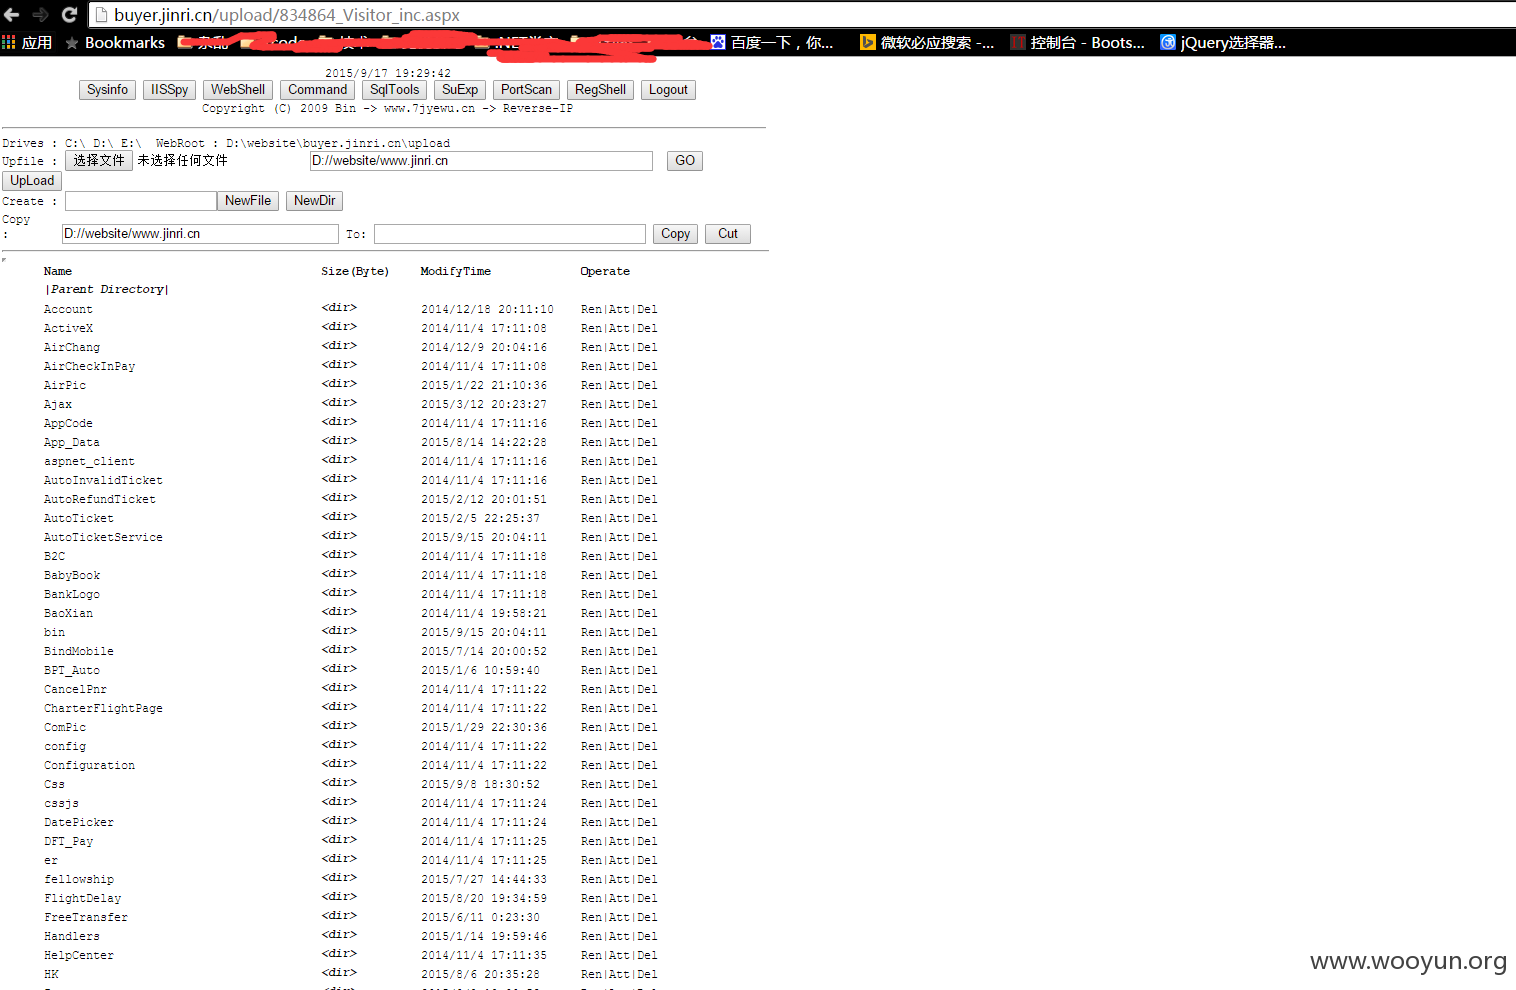 buyer.jinri.cn/upload/834864_Visitor_inc.aspx
应用 Bookmarks 百度一下，你... 微软必应搜索 -... 控制台 - Boots... jQuery选择器...
2015/9/17 19:29:42
Sysinfo IISSpy WebShell Command SqlTools SuExp PortScan RegShell Logout
Copyright (C) 2009 Bin -> www.7jyewu.cn -> Reverse-IP
Drives : C:\ D:\ E:\ WebRoot : D:\website\buyer.jinri.cn\upload
Upfile : 选择文件 未选择任何文件 D://website/www.jinri.cn GO
UpLoad
Create : NewFile NewDir
Copy
: D://website/www.jinri.cn To: Copy Cut
Name Size(Byte) ModifyTime Operate
|Parent Directory|
Account <dir> 2014/12/18 20:11:10 Ren|Att|Del
ActiveX <dir> 2014/11/4 17:11:08 Ren|Att|Del
AirChang <dir> 2014/12/9 20:04:16 Ren|Att|Del
AirCheckInPay <dir> 2014/11/4 17:11:08 Ren|Att|Del
AirPic <dir> 2015/1/22 21:10:36 Ren|Att|Del
Ajax <dir> 2015/3/12 20:23:27 Ren|Att|Del
AppCode <dir> 2014/11/4 17:11:16 Ren|Att|Del
App_Data <dir> 2015/8/14 14:22:28 Ren|Att|Del
aspnet_client <dir> 2014/11/4 17:11:16 Ren|Att|Del
AutoInvalidTicket <dir> 2014/11/4 17:11:16 Ren|Att|Del
AutoRefundTicket <dir> 2015/2/12 20:01:51 Ren|Att|Del
AutoTicket <dir> 2015/2/5 22:25:37 Ren|Att|Del
AutoTicketService <dir> 2015/9/15 20:04:11 Ren|Att|Del
B2C <dir> 2014/11/4 17:11:18 Ren|Att|Del
BabyBook <dir> 2014/11/4 17:11:18 Ren|Att|Del
BankLogo <dir> 2014/11/4 17:11:18 Ren|Att|Del
BaoXian <dir> 2014/11/4 19:58:21 Ren|Att|Del
bin <dir> 2015/9/15 20:04:11 Ren|Att|Del
BindMobile <dir> 2015/7/14 20:00:52 Ren|Att|Del
BPT_Auto <dir> 2015/1/6 10:59:40 Ren|Att|Del
CancelPnr <dir> 2014/11/4 17:11:22 Ren|Att|Del
CharterFlightPage <dir> 2014/11/4 17:11:22 Ren|Att|Del
ComPic <dir> 2015/1/29 22:30:36 Ren|Att|Del
config <dir> 2014/11/4 17:11:22 Ren|Att|Del
Configuration <dir> 2014/11/4 17:11:22 Ren|Att|Del
Css <dir> 2015/9/8 18:30:52 Ren|Att|Del
cssjs <dir> 2014/11/4 17:11:24 Ren|Att|Del
DatePicker <dir> 2014/11/4 17:11:24 Ren|Att|Del
DFT_Pay <dir> 2014/11/4 17:11:25 Ren|Att|Del
er <dir> 2014/11/4 17:11:25 Ren|Att|Del
fellowship <dir> 2015/7/27 14:44:33 Ren|Att|Del
FlightDelay <dir> 2015/8/20 19:34:59 Ren|Att|Del
FreeTransfer <dir> 2015/6/11 0:23:30 Ren|Att|Del
Handlers <dir> 2015/1/14 19:59:46 Ren|Att|Del
HelpCenter <dir> 2014/11/4 17:11:35 Ren|Att|Del
HK <dir> 2015/8/6 20:35:28 Ren|Att|Del
www.wooyun.org